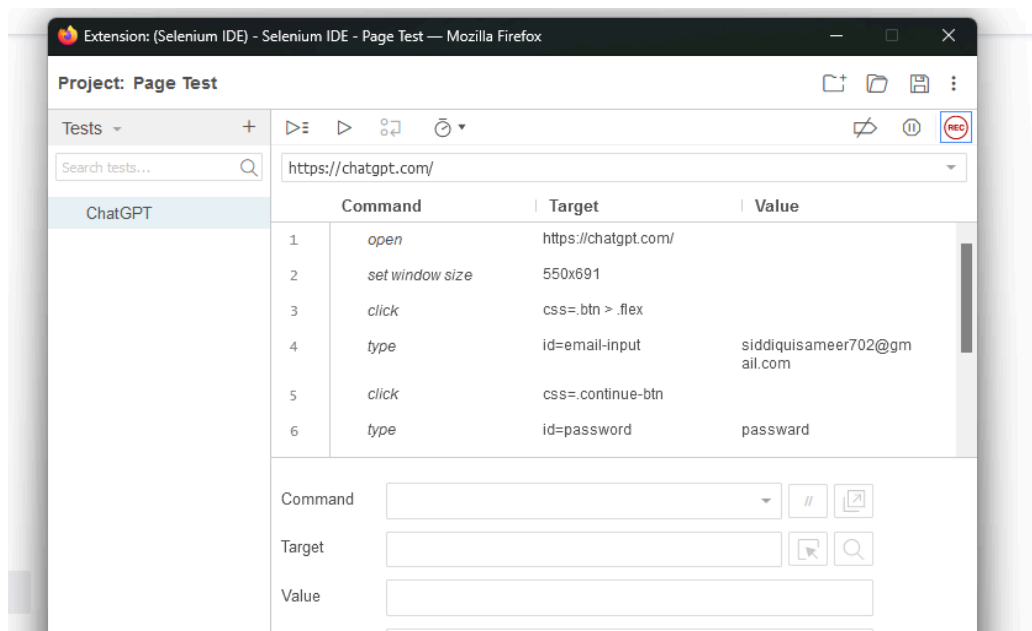 Extension: (Selenium IDE) - Selenium IDE - Page Test — Mozilla Firefox
Project: Page Test
Tests
REC
Search tests...
https://chatgpt.com/
ChatGPT
Command Target Value
1 open https://chatgpt.com/
2 set window size 550x691
3 click css=.btn > .flex
4 type id=email-input siddiquisameer702@gm
ail.com
5 click css=.continue-btn
6 type id=password passward
Command
//
Target
Value